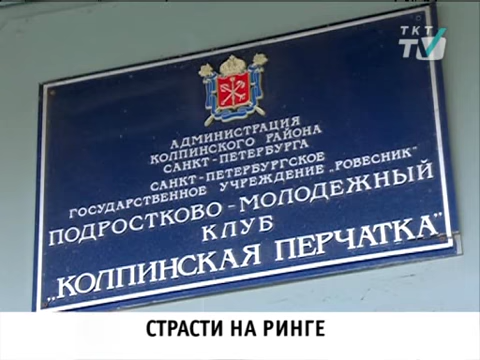 TKT
TV
АДМИНИСТРАЦИЯ
КОЛПИНСКОГО РАЙОНА
САНКТ-ПЕТЕРБУРГА
САНКТ-ПЕТЕРБУРГСКОЕ
ГОСУДАРСТВЕННОЕ УЧРЕЖДЕНИЕ „РОВЕСНИК"
ПОДРОСТКОВО - МОЛОДЕЖНЫЙ
КЛУБ
„КОЛПИНСКАЯ ПЕРЧАТКА"
СТРАСТИ НА РИНГЕ